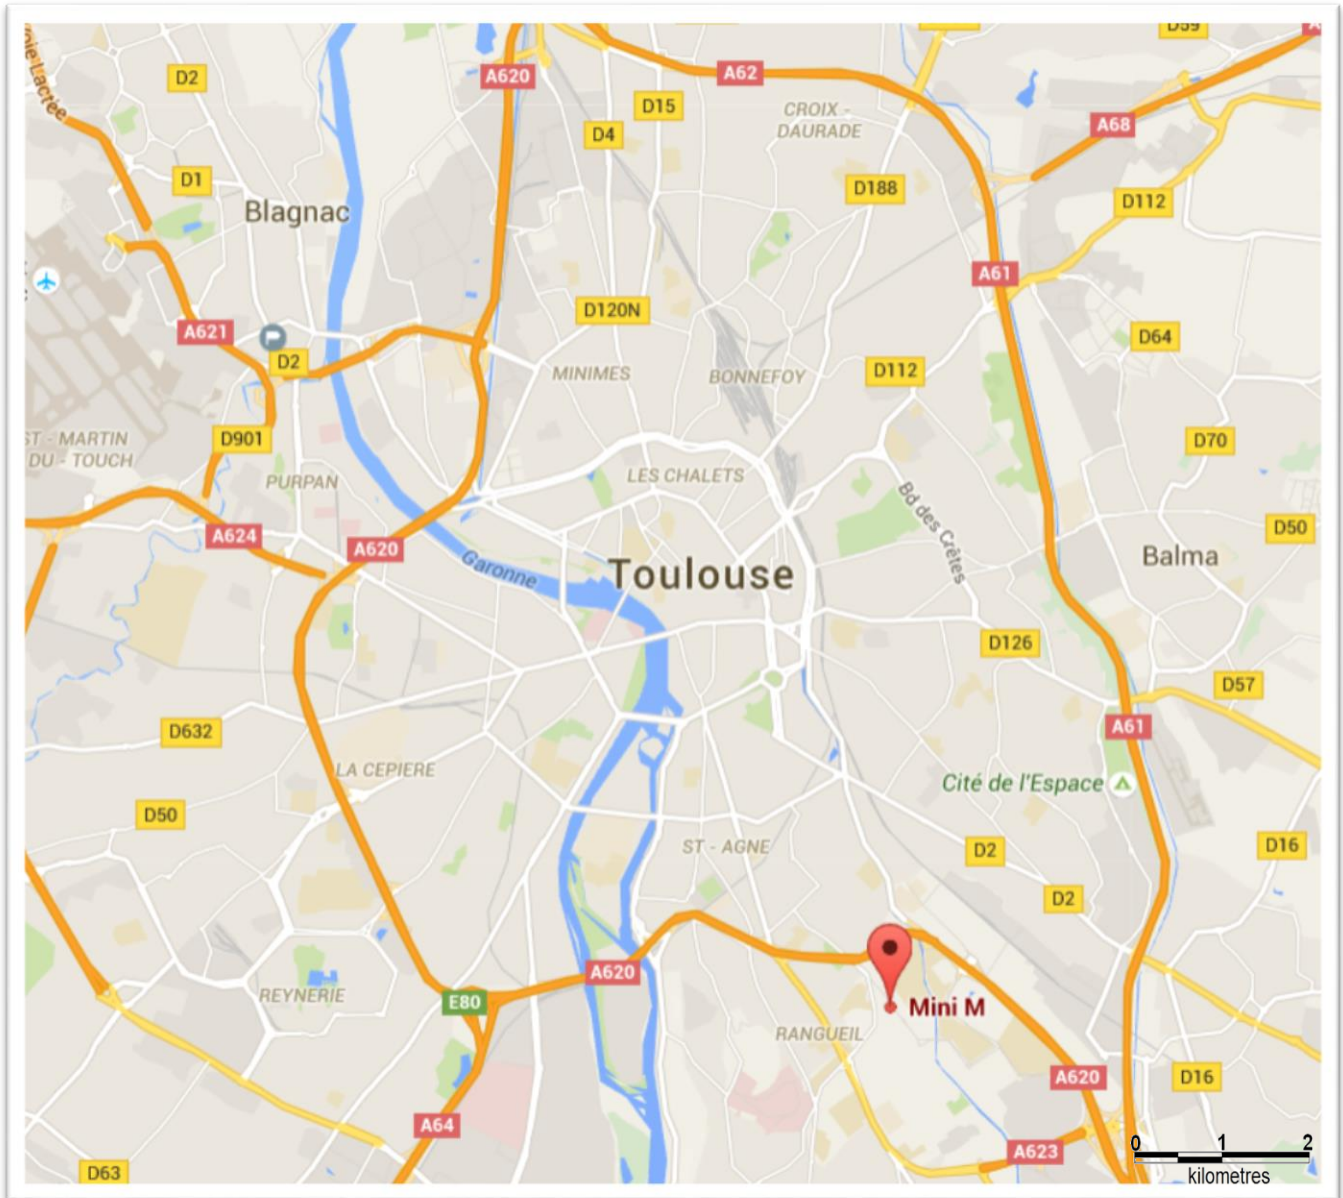 D59
A620
A62
D2
D15
CROIX -
DAURADE
D4
A68
oie Lactée
D1
D188
D112
Blagnac
A61
D120N
A621
D2
D64
MINIMES
BONNEFOY
D112
ST - MARTIN
DU - TOUCH
D901
D70
LES CHALETS
PURPAN
Bd des Crêtes
A624
A620
D50
Garonne
Toulouse
Balma
D126
D57
D632
A61
LA CEPIERE
Cité de l'Espace
D50
ST - AGNE
D2
D16
D2
A620
REYNERIE
E80
Mini M
RANGUEIL
A620
D16
A64
A623
0 1 2
kilometres
D63